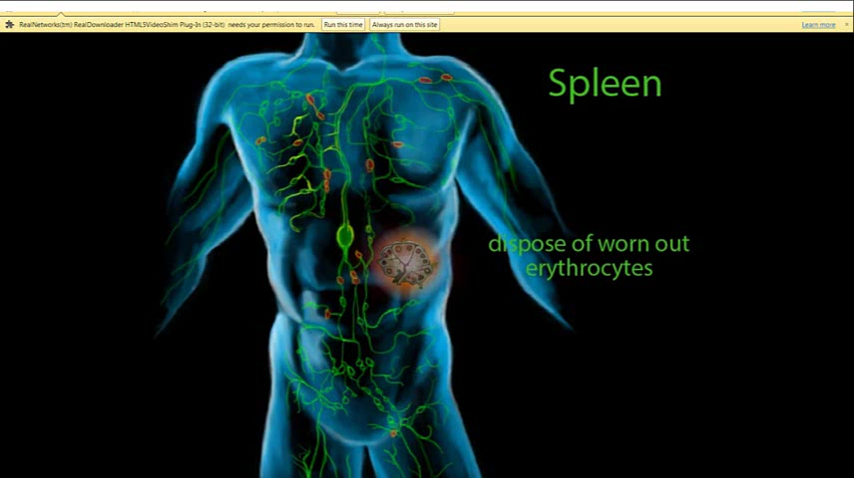 RealNetworks(tm) RealDownloader HTML5VideoShim Plug-In (32-bit) needs your permission to run. Run this time Always run on this site Learn more ×
Spleen
dispose of worn out
erythrocytes